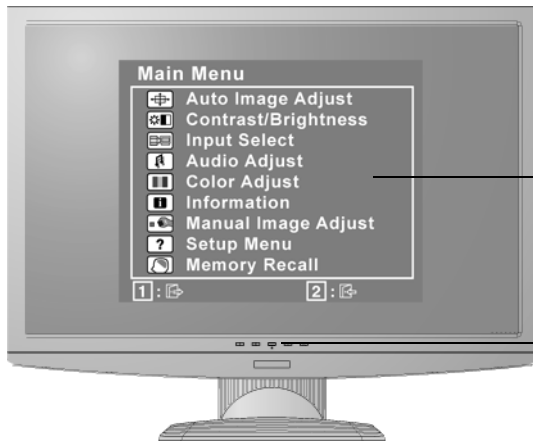 Main Menu
Auto Image Adjust
Contrast/Brightness
Input Select
Audio Adjust
Color Adjust
Information
Manual Image Adjust
? Setup Menu
Memory Recall
1 : 2 :